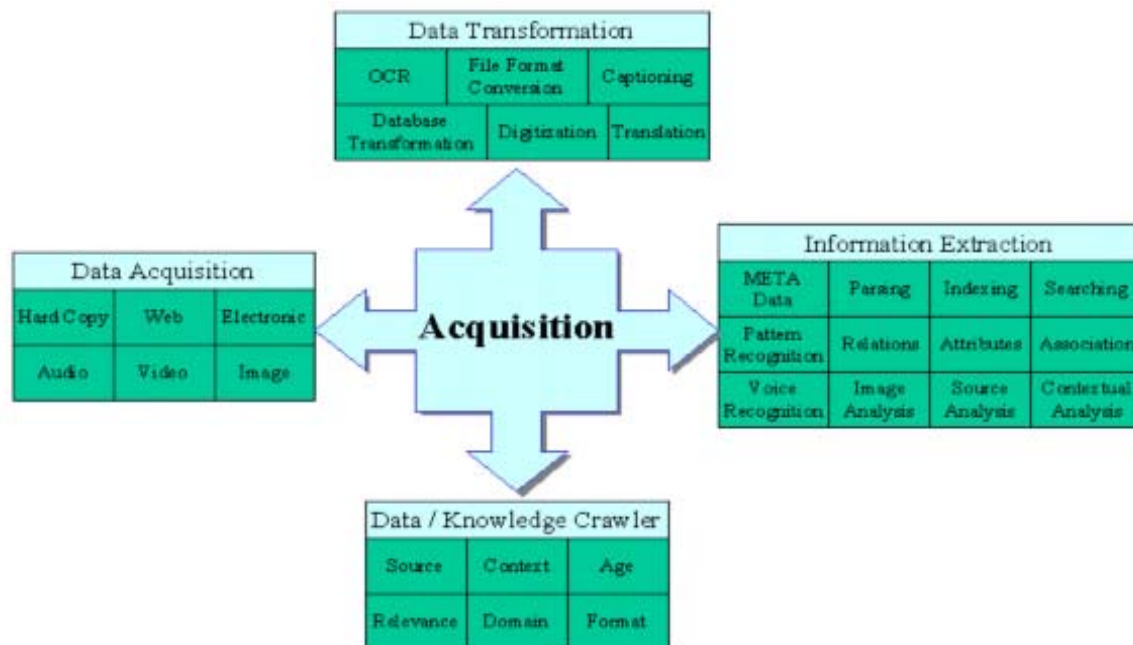 Data Transformation
OCR
File Format
Conversion
Captioning
Database
Transformation
Digitization
Translation
Data Acquisition
Hard Copy
Web
Electronic
Audio
Video
Image
Acquisition
Information Extraction
META
Data
Parsing
Indexing
Searching
Pattern
Recognition
Relations
Attributes
Association
Voice
Recognition
Image
Analysis
Source
Analysis
Contextual
Analysis
Data / Knowledge Crawler
Source
Context
Age
Relevance
Domain
Format